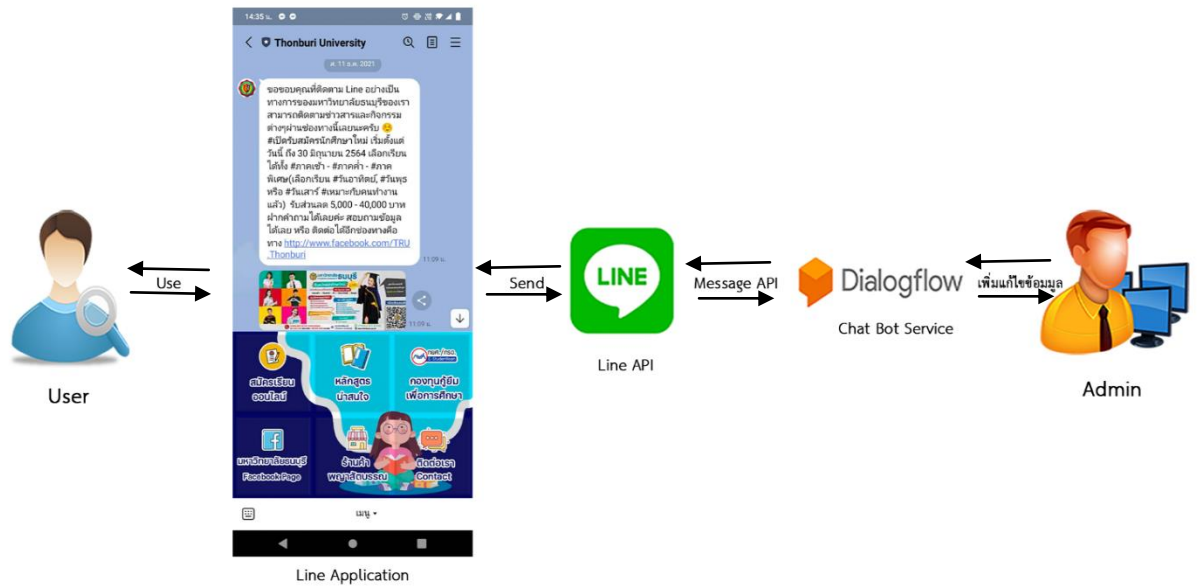 14:35 น.
Thonburi University
ส. 11 ธ.ค. 2021
ขอขอบคุณที่ติดตาม Line อย่างเป็น
ทางการของมหาวิทยาลัยธนบุรีของเรา
สามารถติดตามข่าวสารและกิจกรรม
ต่างๆผ่านช่องทางนี้เลยนะครับ 😊
#เปิดรับสมัครนักศึกษาใหม่ เริ่มตั้งแต่
วันนี้ ถึง 30 มิถุนายน 2564 เลือกเรียน
ได้ทั้ง #ภาคเช้า - #ภาคค่ำ - #ภาค
พิเศษ(เลือกเรียน #วันอาทิตย์, #วันพุธ
หรือ #วันเสาร์ #เหมาะกับคนทำงาน
แล้ว) รับส่วนลด 5,000 - 40,000 บาท
ฝากคำถามได้เลยค่ะ สอบถามข้อมูล
ได้เลย หรือ ติดต่อได้อีกช่องทางคือ
ทาง http://www.facebook.com/TRU
.Thonburi
11:09 น.
ธนบุรี
11:09 น.
สมัครเรียน
ออนไลน์
หลักสูตร
น่าสนใจ
กยศ/กรอ.
กองทุนกู้ยืม
เพื่อการศึกษา
มหาวิทยาลัยธนบุรี
Facebook Page
ร้านค้า
พญาสัตบรรณ
ติดต่อเรา
Contact
เมนู
Line Application
User
Use
Send
LINE
Line API
Message API
Dialogflow
Chat Bot Service
เพิ่มแก้ไขข้อมมูล
Admin